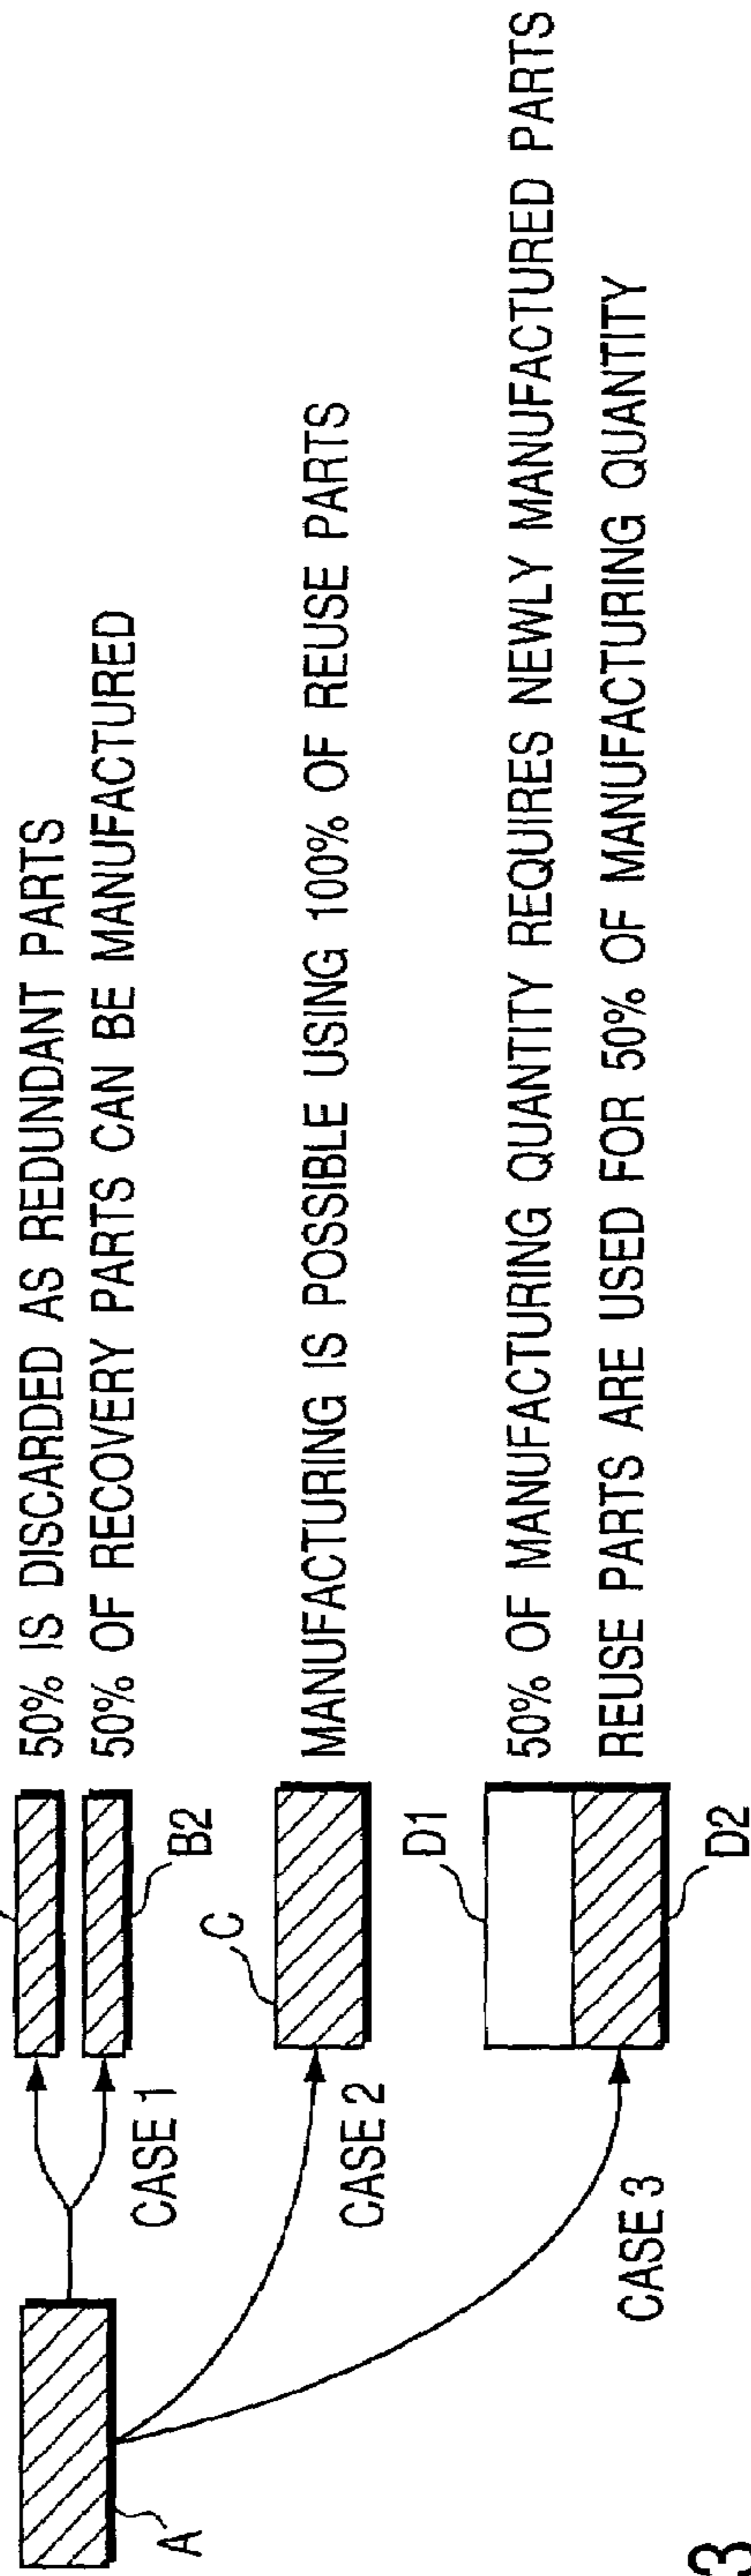 50% IS DISCARDED AS REDUNDANT PARTS
50% OF RECOVERY PARTS CAN BE MANUFACTURED
B2
CASE 1
A
C
MANUFACTURING IS POSSIBLE USING 100% OF REUSE PARTS
CASE 2
D1
50% OF MANUFACTURING QUANTITY REQUIRES NEWLY MANUFACTURED PARTS
REUSE PARTS ARE USED FOR 50% OF MANUFACTURING QUANTITY
D2
CASE 3
3